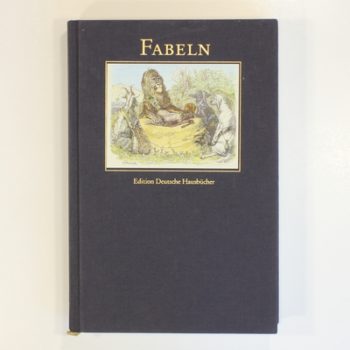 FABELN
Edition Deutsche Hausbücher